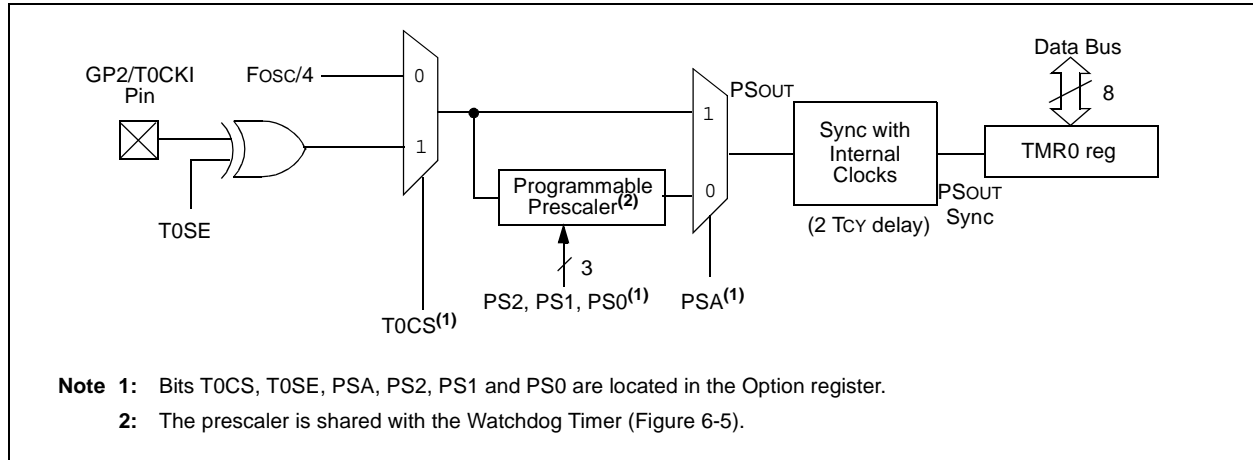 Data Bus
GP2/T0CKI
Pin
FOSC/4
0
1
PSOUT
1
0
8
Sync with
Internal
Clocks
TMR0 reg
T0SE
Programmable
Prescaler(2)
PSOUT
Sync
(2 TCY delay)
3
PS2, PS1, PS0(1)
PSA(1)
T0CS(1)
Note 1: Bits T0CS, T0SE, PSA, PS2, PS1 and PS0 are located in the Option register.
2: The prescaler is shared with the Watchdog Timer (Figure 6-5).